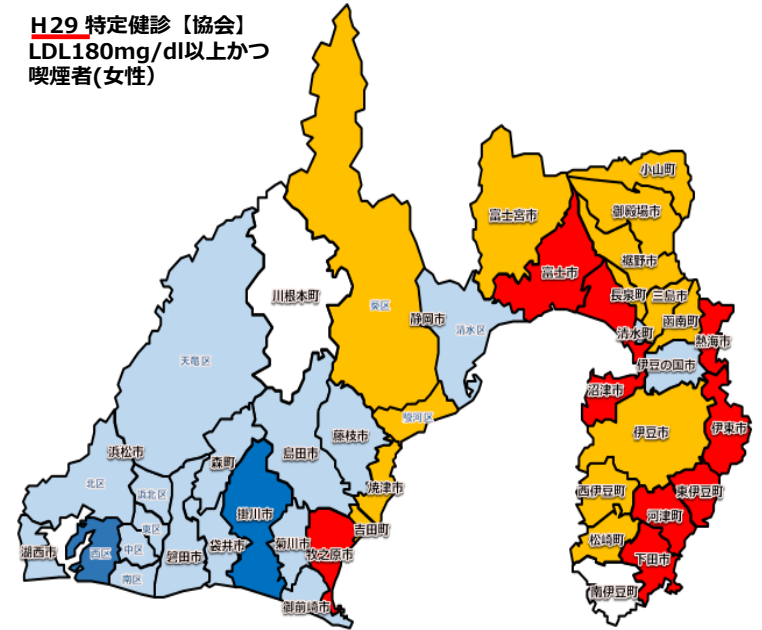 H29 特定健診【協会】
LDL180mg/dl以上かつ
喫煙者(女性）
小山町
御殿場市
富士宮市
裾野市
富士市
川根本町
長泉町
三島市
葵区
静岡市
清水区
函南町
清水町
熱海市
天竜区
伊豆の国市
沼津市
駿河区
伊東市
伊豆市
藤枝市
浜松市
島田市
森町
北区
浜北区
焼津市
西伊豆町
東伊豆町
掛川市
河津町
吉田町
東区
菊川市
袋井市
松崎町
湖西市
西区
中区
磐田市
牧之原市
下田市
南区
南伊豆町
御前崎市